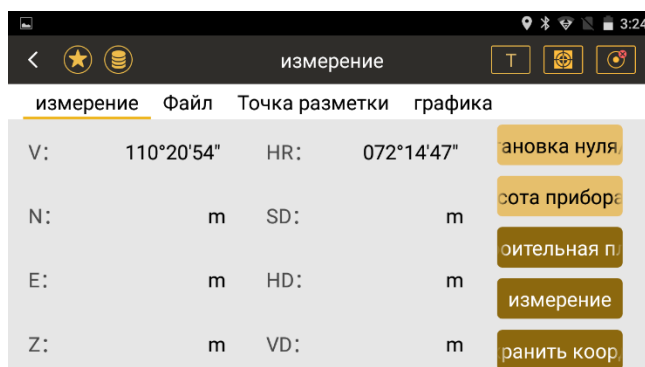 3:24
измерение
T
измерение Файл Точка разметки графика
V: 110°20'54" HR: 072°14'47" ановка нуля/
N: m SD: m сота прибора
оительная пл
E: m HD: m измерение
Z: m VD: m ранить коор/